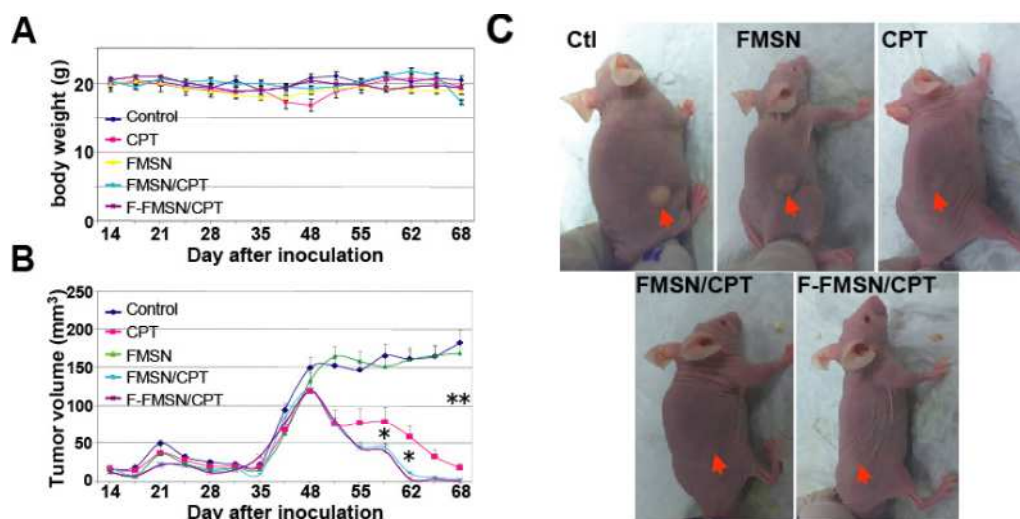 A
body weight (g)
20
10
0
Control
CPT
FMSN
FMSN/CPT
F-FMSN/CPT
14 21 28 35 48 55 62 68
Day after inoculation
B
Tumor volume (mm³)
250
200
150
100
50
0
Control
CPT
FMSN
FMSN/CPT
F-FMSN/CPT
**
*
*
14 21 28 35 48 55 62 68
Day after inoculation
C
Ctl FMSN CPT
FMSN/CPT F-FMSN/CPT